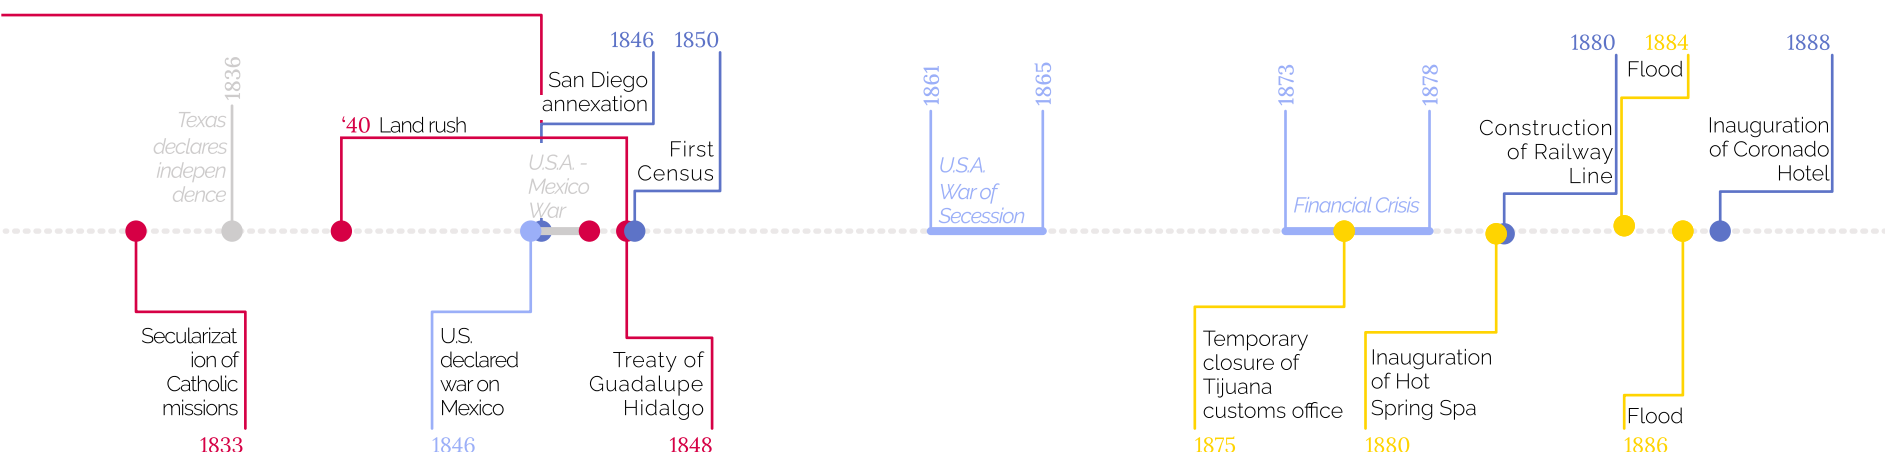 1836
Texas
declares
indepen
dence
‘40 Land rush
1846
San Diego
annexation
1850
First
Census
U.S.A. -
Mexico
War
1861
1865
U.S.A.
War of
Secession
1873
1878
Financial Crisis
1880
Construction
of Railway
Line
1884
Flood
1888
Inauguration
of Coronado
Hotel
Secularizat
ion of
Catholic
missions
1833
U.S.
declared
war on
Mexico
1846
Treaty of
Guadalupe
Hidalgo
1848
Temporary
closure of
Tijuana
customs office
1875
Inauguration
of Hot
Spring Spa
1880
Flood
1886